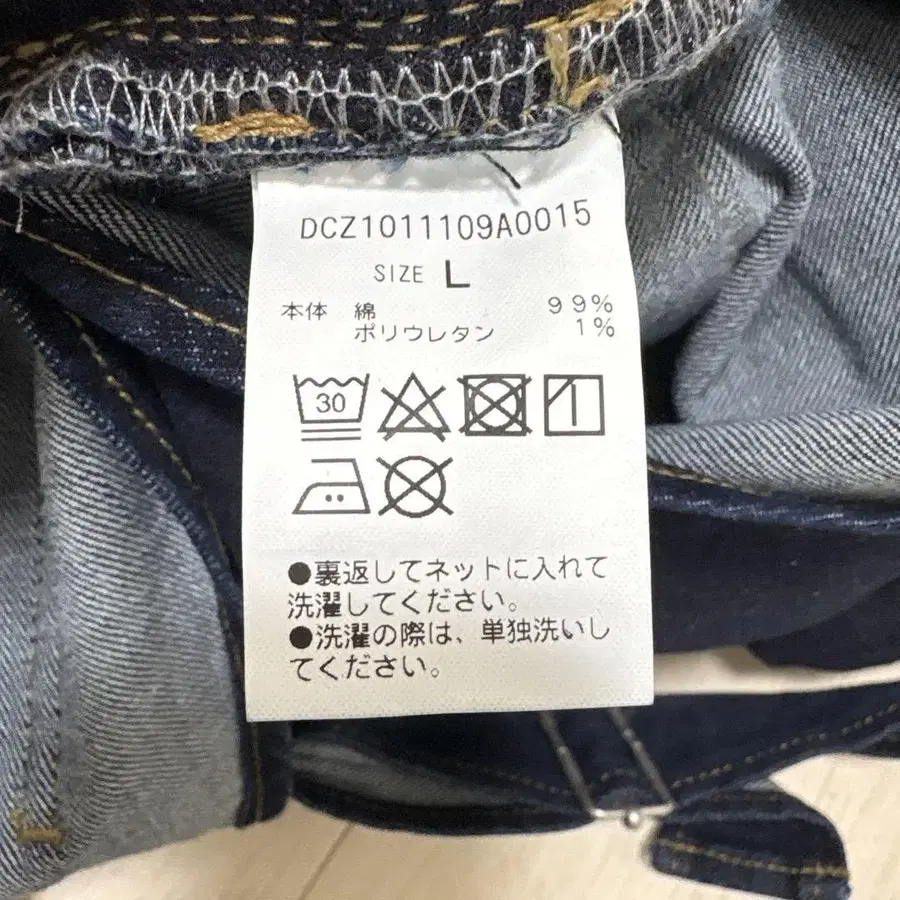 DCZ1011109A0015
SIZE L
本体 綿 99%
ポリウレタン 1%
30
●裏返してネットに入れて
洗濯してください。
●洗濯の際は、単独洗いし
てください。